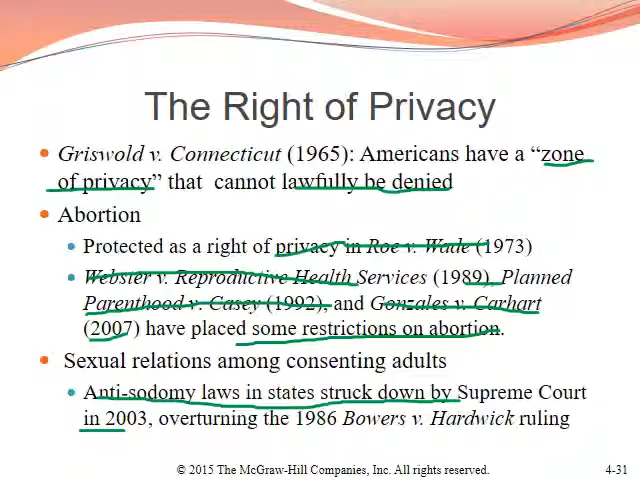 The Right of Privacy
• Griswold v. Connecticut (1965): Americans have a “zone
of privacy” that cannot lawfully be denied
• Abortion
• Protected as a right of privacy in Roe v. Wade (1973)
• Webster v. Reproductive Health Services (1989), Planned
Parenthood v. Casey (1992), and Gonzales v. Carhart
(2007) have placed some restrictions on abortion.
• Sexual relations among consenting adults
• Anti-sodomy laws in states struck down by Supreme Court
in 2003, overturning the 1986 Bowers v. Hardwick ruling
© 2015 The McGraw-Hill Companies, Inc. All rights reserved.
4-31